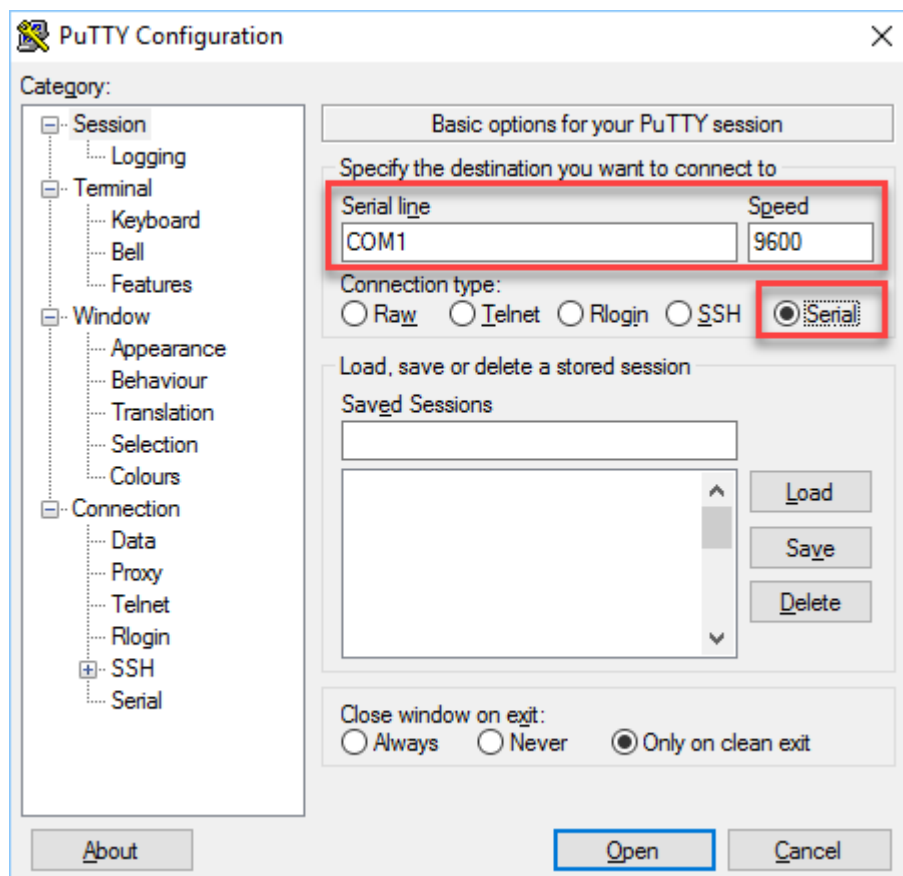 PuTTY Configuration
Category:
Session
Logging
Terminal
Keyboard
Bell
Features
Window
Appearance
Behaviour
Translation
Selection
Colours
Connection
Data
Proxy
Telnet
Rlogin
SSH
Serial
Basic options for your PuTTY session
Specify the destination you want to connect to
Serial line Speed
COM1 9600
Connection type:
Raw Telnet Rlogin SSH Serial
Load, save or delete a stored session
Saved Sessions
Load
Save
Delete
Close window on exit:
Always Never Only on clean exit
About Open Cancel